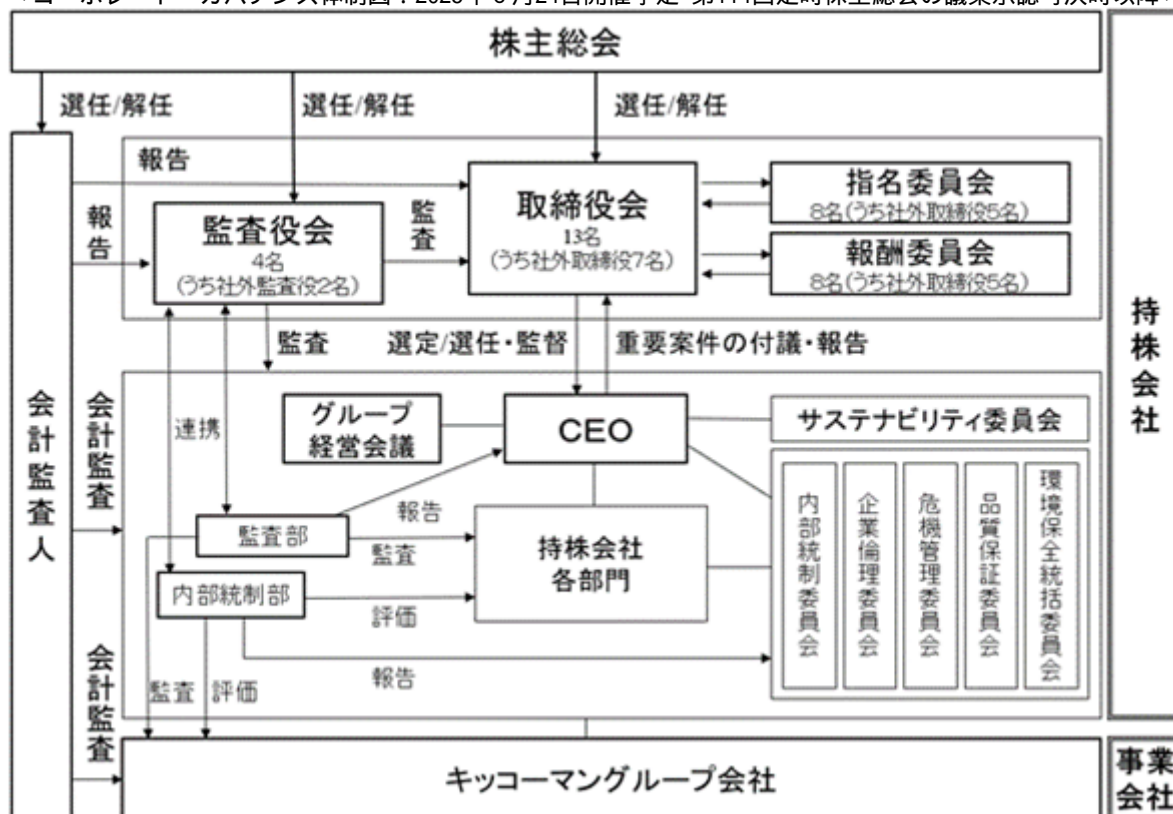 株主総会
選任/解任
選任/解任
選任/解任
持株会社
報告
報告
監査役会
4名
(うち社外監査役2名)
監査
取締役会
13名
(うち社外取締役7名)
指名委員会
8名(うち社外取締役5名)
報酬委員会
8名(うち社外取締役5名)
監査
選定/選任・監督
重要案件の付議・報告
会計監査人
会計監査
連携
グループ
経営会議
CEO
サステナビリティ委員会
監査部
報告
監査
持株会社
各部門
内部統制委員会
企業倫理委員会
危機管理委員会
品質保証委員会
環境保全統括委員会
内部統制部
評価
報告
会計監査
監査
評価
キッコーマングループ会社
事業
会社